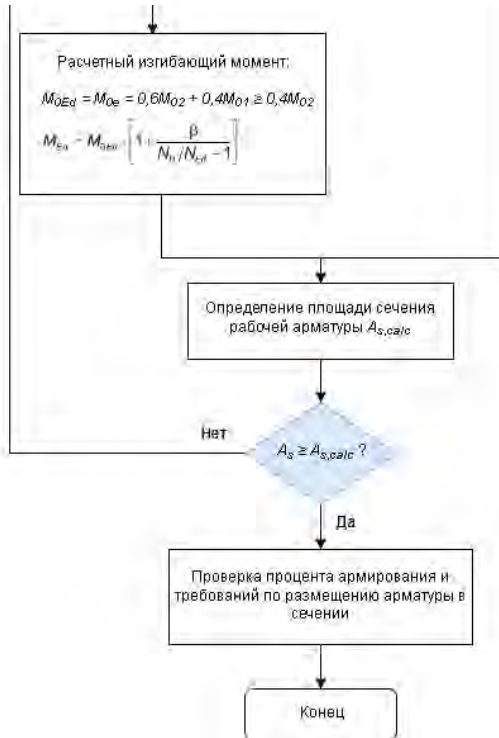 Расчетный изгибающий момент:
M0Ed = M0e = 0,6M02 + 0,4M01 ≥ 0,4M02
MEd = M0Ed [1 + β / (NB/NEd − 1)]
Определение площади сечения
рабочей арматуры As,calc
Нет
As ≥ As,calc ?
Да
Проверка процента армирования и
требований по размещению арматуры в
сечении
Конец